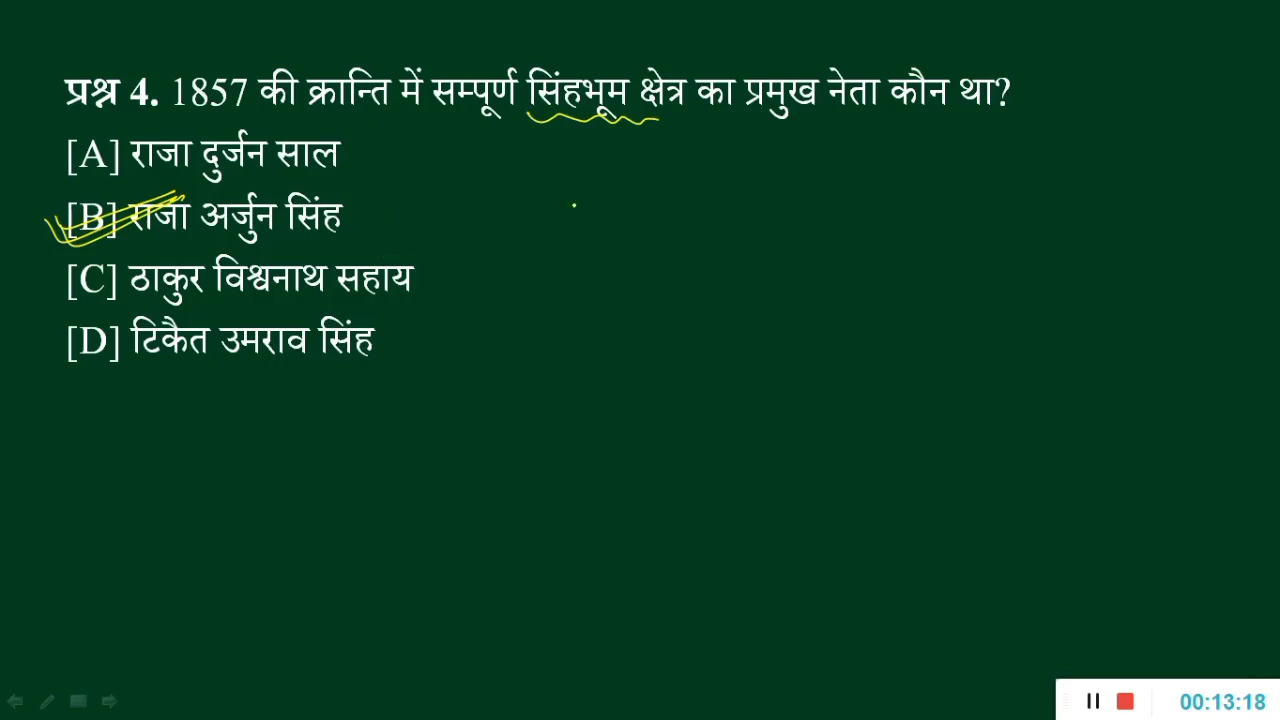 प्रश्न 4. 1857 की क्रान्ति में सम्पूर्ण सिंहभूम क्षेत्र का प्रमुख नेता कौन था?
[A] राजा दुर्जन साल
[B] राजा अर्जुन सिंह
[C] ठाकुर विश्वनाथ सहाय
[D] टिकैत उमराव सिंह
00:13:18